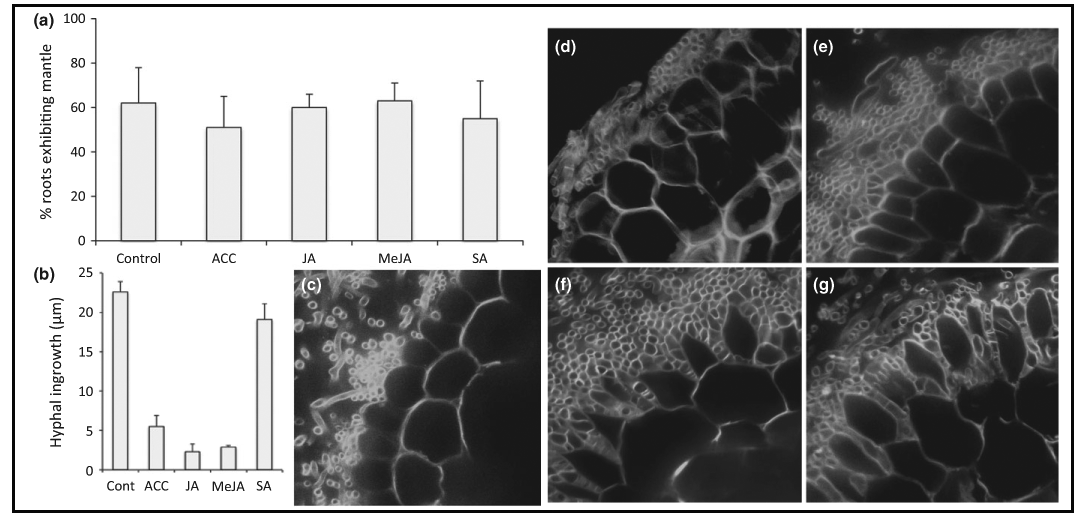 (a)
100
80
60
40
20
0
% roots exhibiting mantle
Control ACC JA MeJA SA
(b)
25
20
15
10
5
0
Hyphal ingrowth (µm)
Cont ACC JA MeJA SA
(c)
(d)
(e)
(f)
(g)